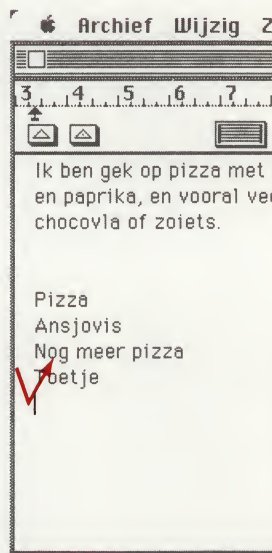 Archief Wijzig
3 4 5 6 7
Ik ben gek op pizza met
en paprika, en vooral
chocovla of zoiets.
Pizza
Ansjovis
Nog meer pizza
Toetje